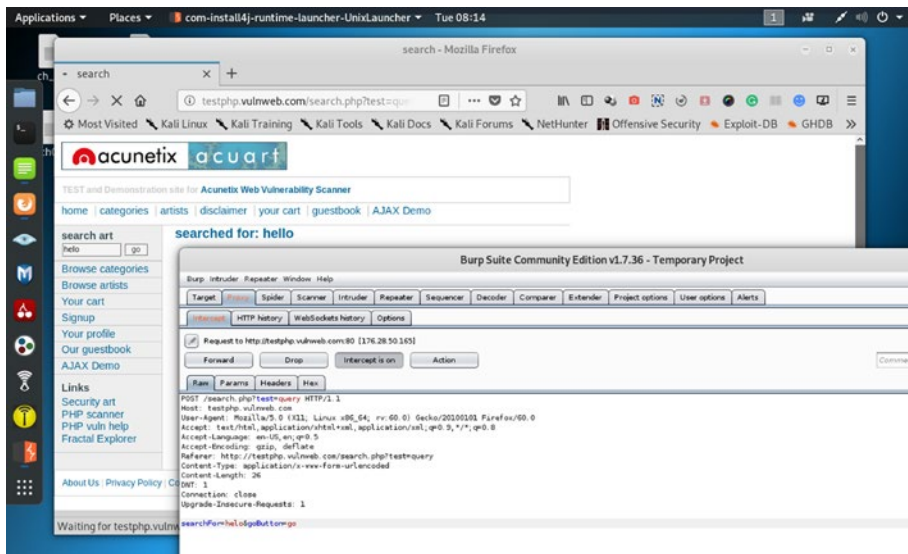 Applications Places com-install4j-runtime-launcher-UnixLauncher Tue 08:14 1
search - Mozilla Firefox
search
testphp.vulnweb.com/search.php?test=que
Most Visited Kali Linux Kali Training Kali Tools Kali Docs Kali Forums NetHunter Offensive Security Exploit-DB GHDB
acunetix acuart
TEST and Demonstration site for Acunetix Web Vulnerability Scanner
home categories artists disclaimer your cart guestbook AJAX Demo
search art
helo go
Browse categories
Browse artists
Your cart
Signup
Your profile
Our guestbook
AJAX Demo
Links
Security art
PHP scanner
PHP vuln help
Fractal Explorer
About Us Privacy Policy
Waiting for testphp.vulnw
searched for: hello
Burp Suite Community Edition v1.7.36 - Temporary Project
Burp Intruder Repeater Window Help
Target Proxy Spider Scanner Intruder Repeater Sequencer Decoder Comparer Extender Project options User options Alerts
Intercept HTTP history WebSockets history Options
Request to http://testphp.vulnweb.com:80 [176.28.50.165]
Forward Drop Intercept is on Action
Raw Params Headers Hex
POST /search.php?test=query HTTP/1.1
Host: testphp.vulnweb.com
User-Agent: Mozilla/5.0 (X11; Linux x86_64; rv:60.0) Gecko/20100101 Firefox/60.0
Accept: text/html,application/xhtml+xml,application/xml;q=0.9,*/*;q=0.8
Accept-Language: en-US,en;q=0.5
Accept-Encoding: gzip, deflate
Referer: http://testphp.vulnweb.com/search.php?test=query
Content-Type: application/x-www-form-urlencoded
Content-Length: 26
DNT: 1
Connection: close
Upgrade-Insecure-Requests: 1
searchFor=helo&goButton=go